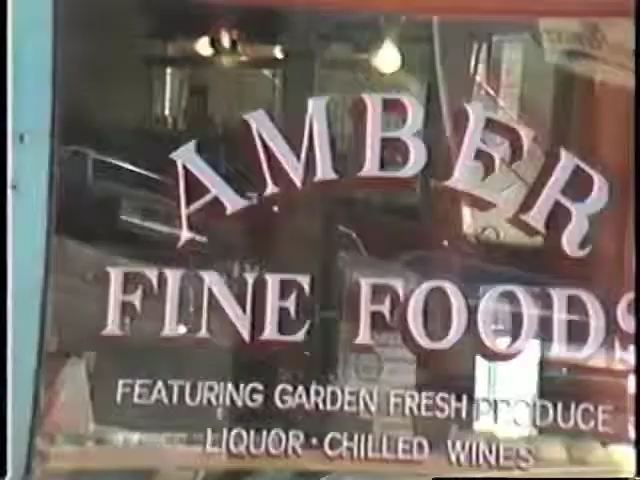 AMBER
FINE FOODS
FEATURING GARDEN FRESH PRODUCE
LIQUOR · CHILLED WINES